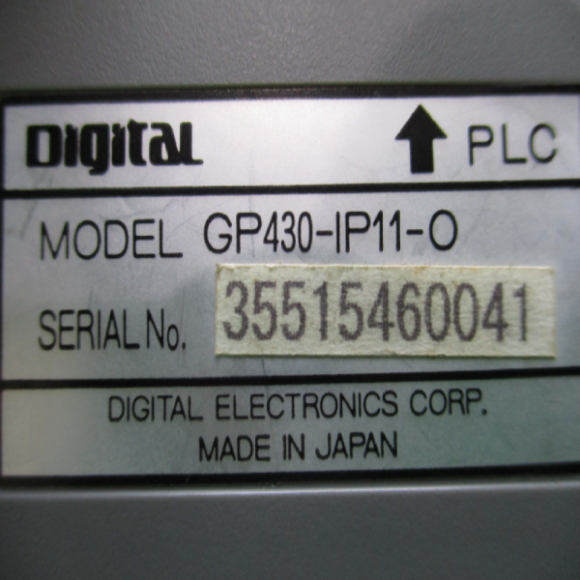 Digital ↑ PLC
MODEL GP430-IP11-O
SERIAL No. 35515460041
DIGITAL ELECTRONICS CORP.
MADE IN JAPAN